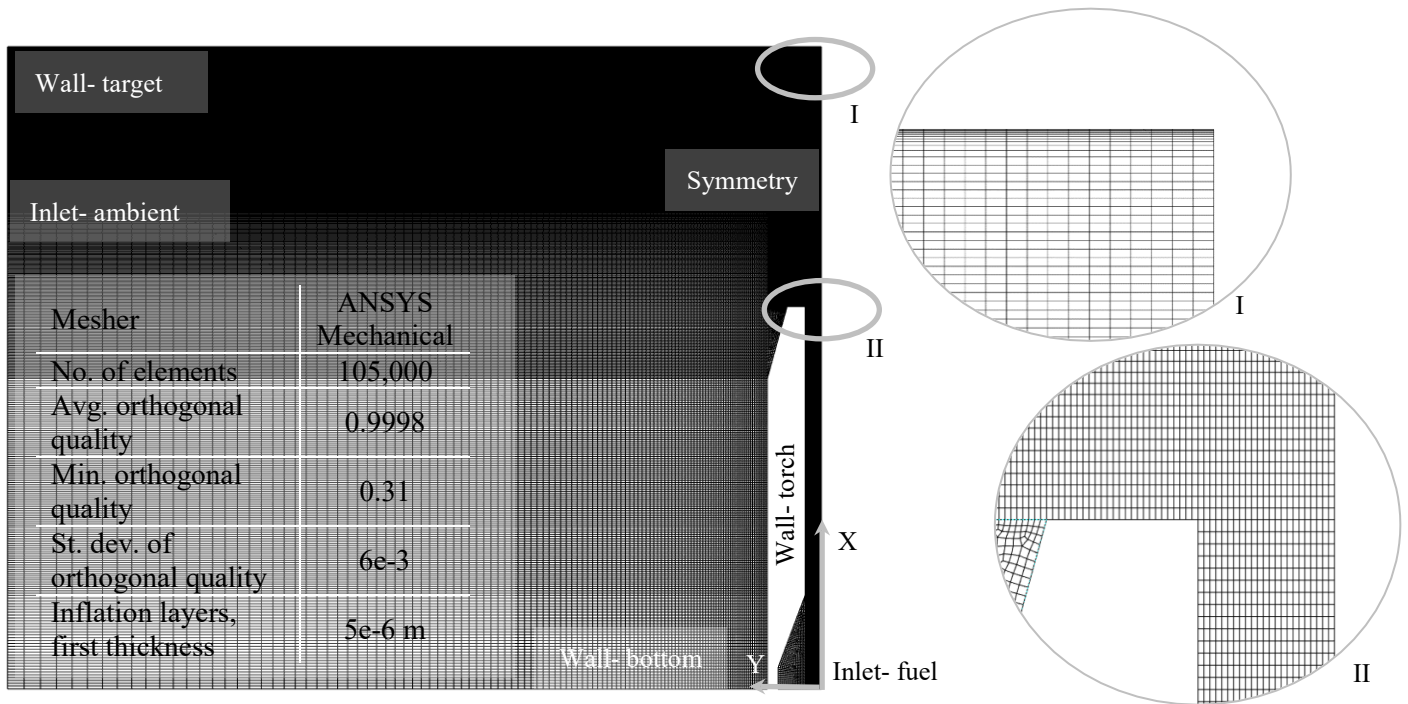 Wall- target
I
Symmetry
Inlet- ambient
I
II
Mesher
ANSYS
Mechanical
No. of elements
105,000
Avg. orthogonal
quality
0.9998
Min. orthogonal
quality
0.31
St. dev. of
orthogonal quality
6e-3
Inflation layers,
first thickness
5e-6 m
Wall- torch
X
Wall- bottom
Y
Inlet- fuel
II